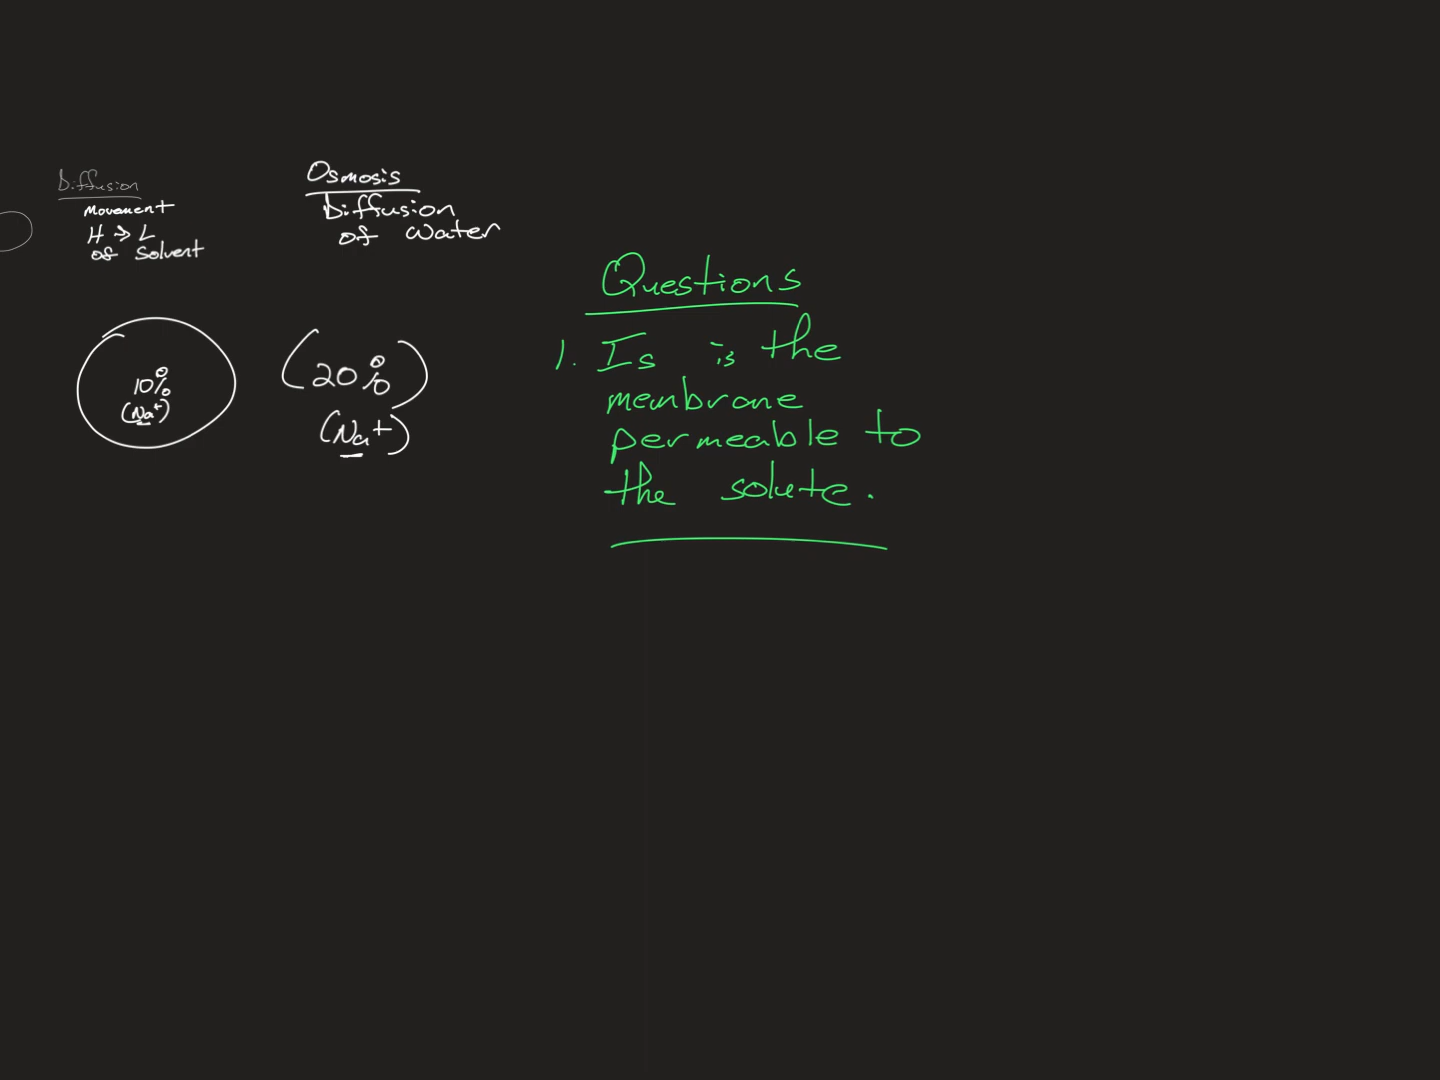 Diffusion
Movement
H → L
of Solvent
Osmosis
Diffusion
of water
10%
(Na+)
(20%)
(Na+)
Questions
1. Is is the
membrane
permeable to
the solute.